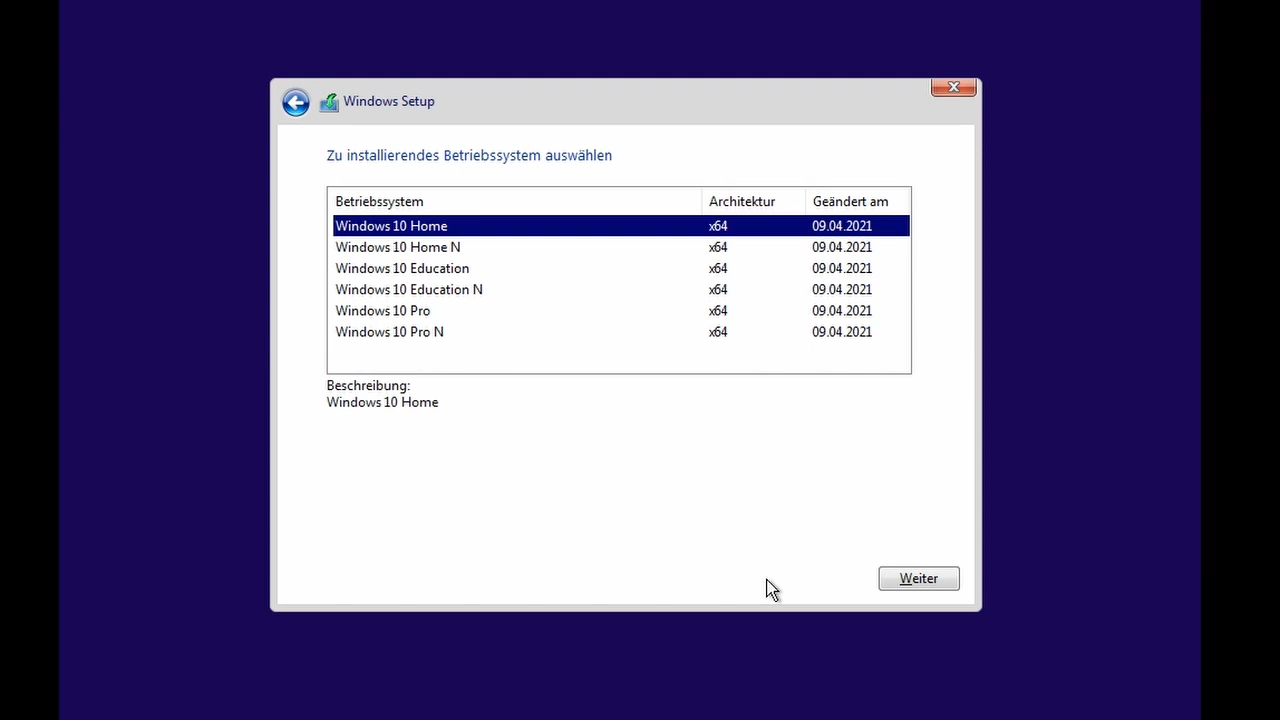 Windows Setup
Zu installierendes Betriebssystem auswählen
Betriebssystem Architektur Geändert am
Windows 10 Home x64 09.04.2021
Windows 10 Home N x64 09.04.2021
Windows 10 Education x64 09.04.2021
Windows 10 Education N x64 09.04.2021
Windows 10 Pro x64 09.04.2021
Windows 10 Pro N x64 09.04.2021
Beschreibung:
Windows 10 Home
Weiter